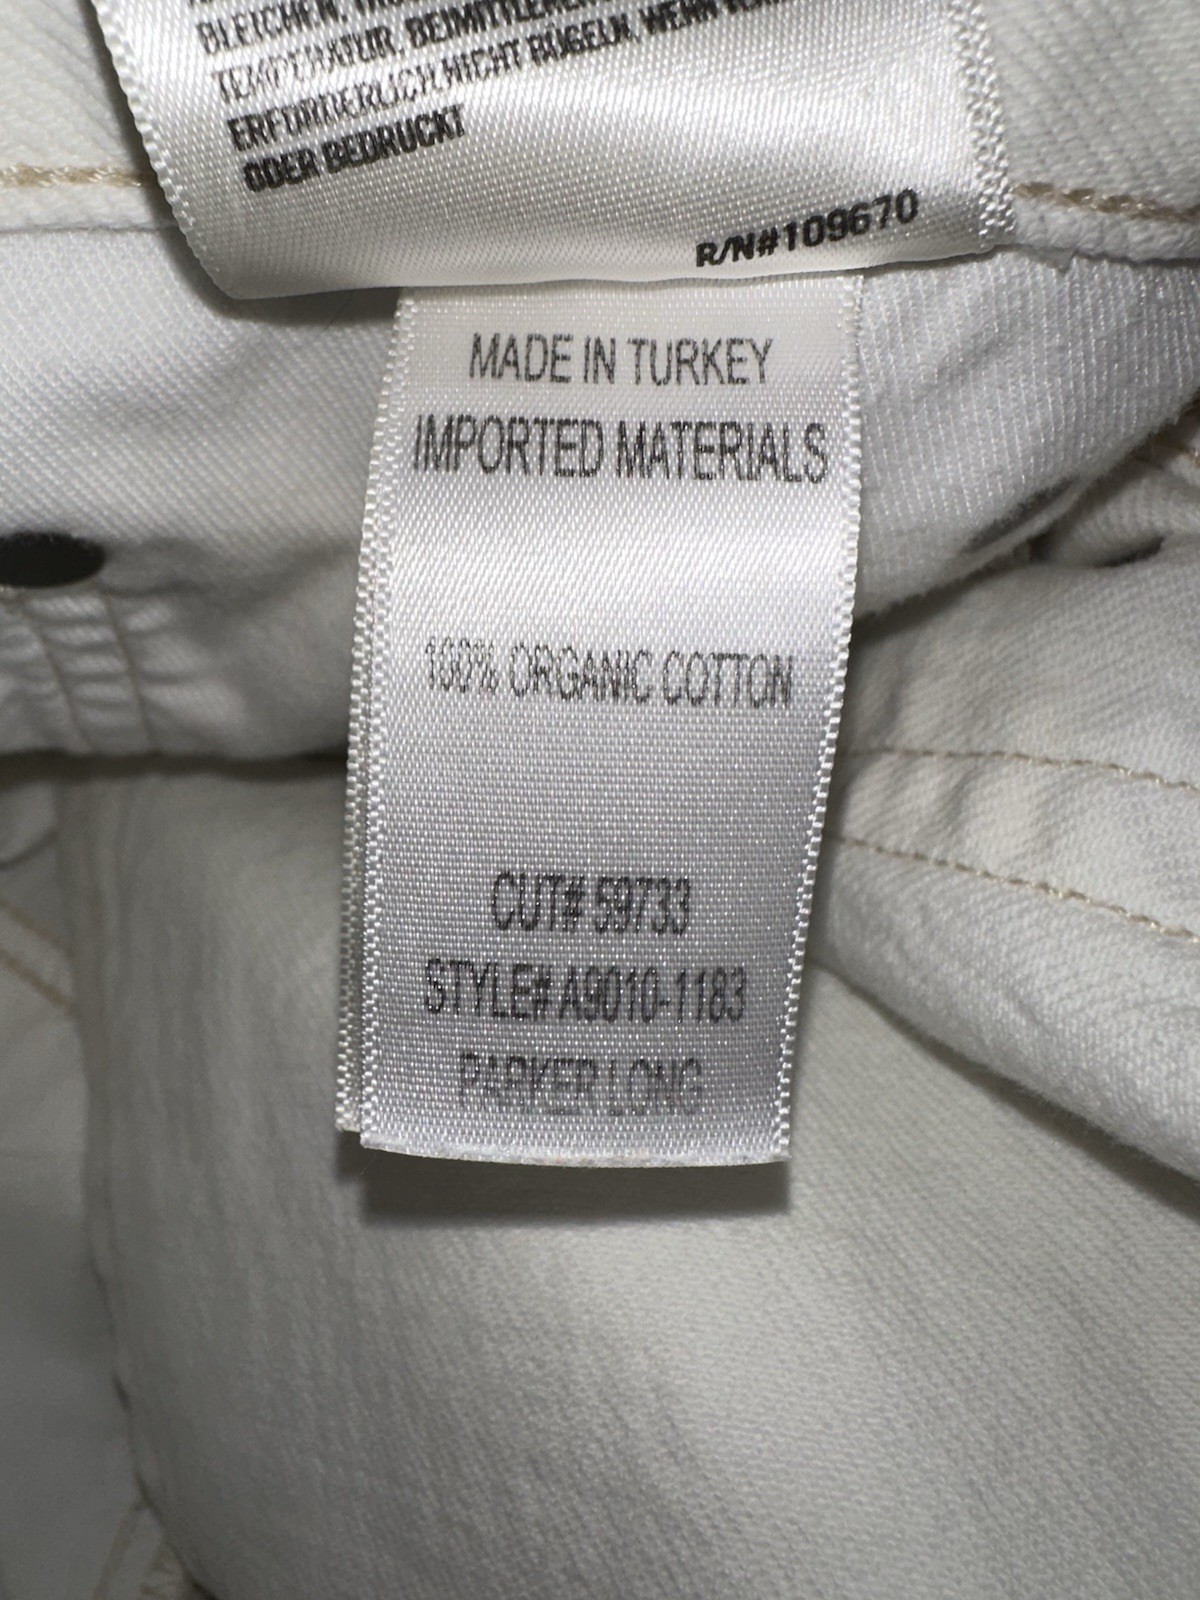 BLEICHEN.
TEMPERATUR. BEIMITTLERER
ERFORDERLICH.NICHT BÜGELN, WENN
ODER BEDRUCKT
R/N#109670
MADE IN TURKEY
IMPORTED MATERIALS
100% ORGANIC COTTON
CUT# 59733
STYLE# A9010-1183
PARKER LONG